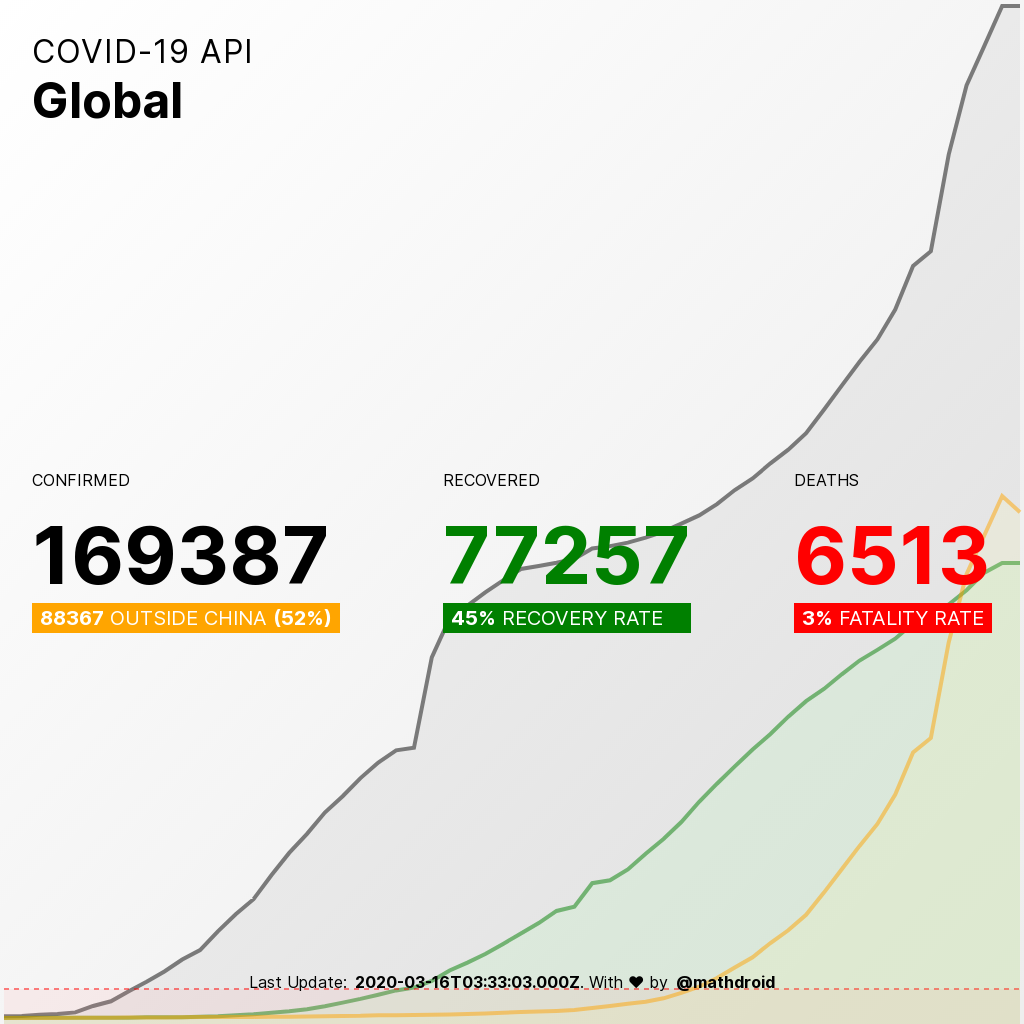 COVID-19 API
Global
CONFIRMED
169387
88367 OUTSIDE CHINA (52%)
RECOVERED
77257
45% RECOVERY RATE
DEATHS
6513
3% FATALITY RATE
Last Update: 2020-03-16T03:33:03.000Z. With ♥ by @mathdroid